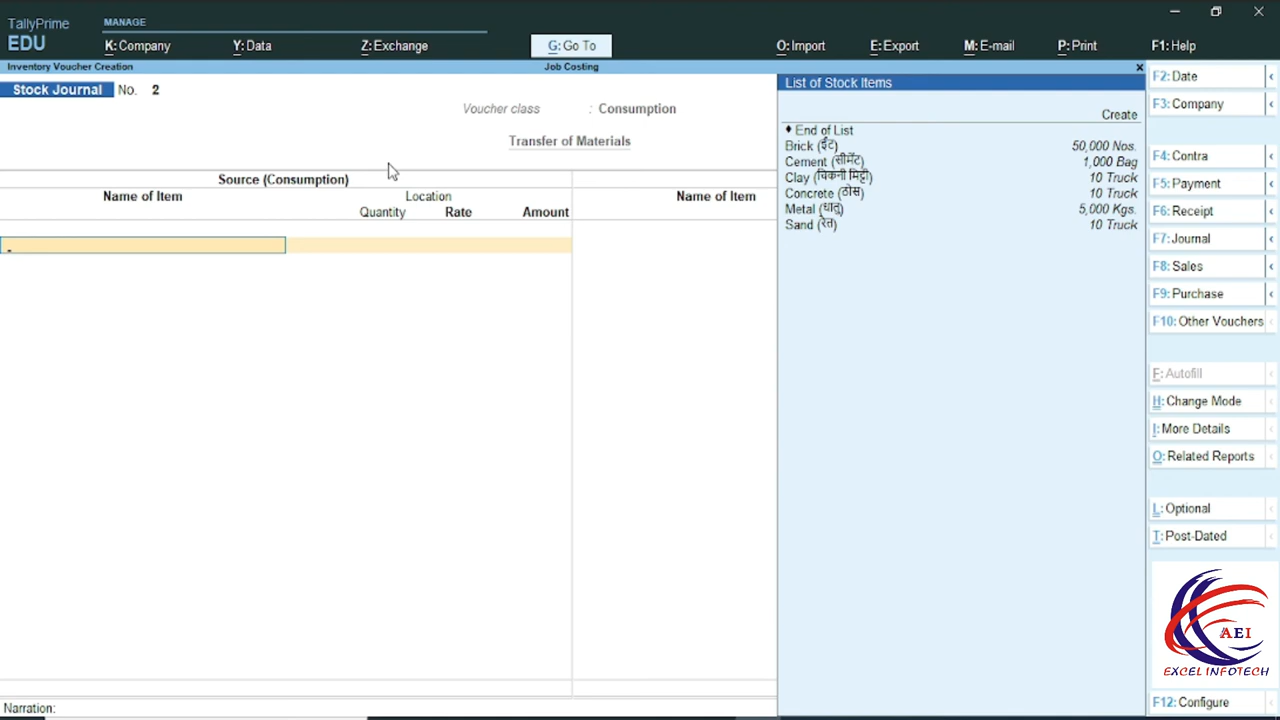 TallyPrime
EDU
MANAGE
K: Company
Y: Data
Z: Exchange
G: Go To
O: Import
E: Export
M: E-mail
P: Print
F1: Help
Inventory Voucher Creation
Job Costing
Stock Journal No. 2
Voucher class : Consumption
Transfer of Materials
Source (Consumption)
Name of Item
Location
Name of Item
Quantity Rate Amount
List of Stock Items
Create
♦ End of List
Brick (ईंट) 50,000 Nos.
Cement (सीमेंट) 1,000 Bag
Clay (चिकनी मिट्टी) 10 Truck
Concrete (ठोस) 10 Truck
Metal (धातु) 5,000 Kgs.
Sand (रेत) 10 Truck
F2: Date
F3: Company
F4: Contra
F5: Payment
F6: Receipt
F7: Journal
F8: Sales
F9: Purchase
F10: Other Vouchers
F: Autofill
H: Change Mode
I: More Details
O: Related Reports
L: Optional
T: Post-Dated
AEI
EXCEL INFOTECH
F12: Configure
Narration: